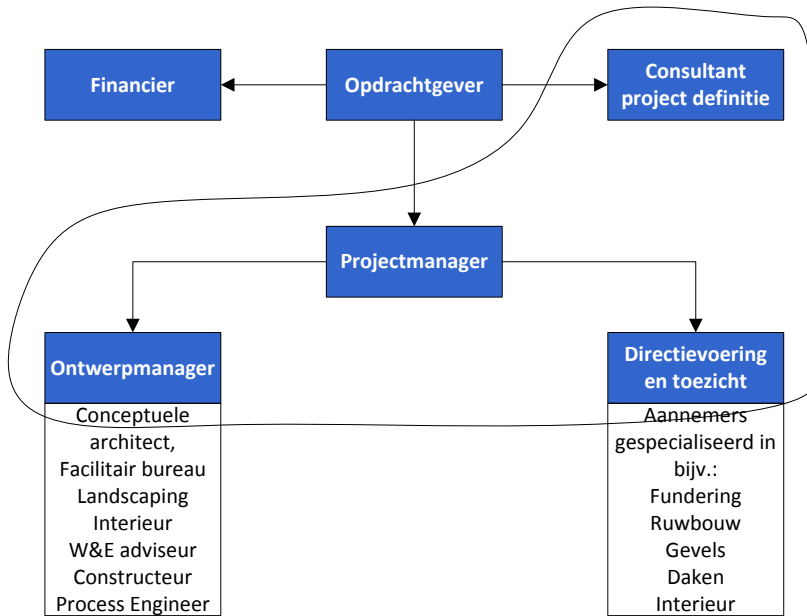 Financier
Opdrachtgever
Consultant
project definitie
Projectmanager
Ontwerpmanager
Conceptuele
architect,
Facilitair bureau
Landscaping
Interieur
W&E adviseur
Constructeur
Process Engineer
Directievoering
en toezicht
Aannemers
gespecialiseerd in
bijv.:
Fundering
Ruwbouw
Gevels
Daken
Interieur